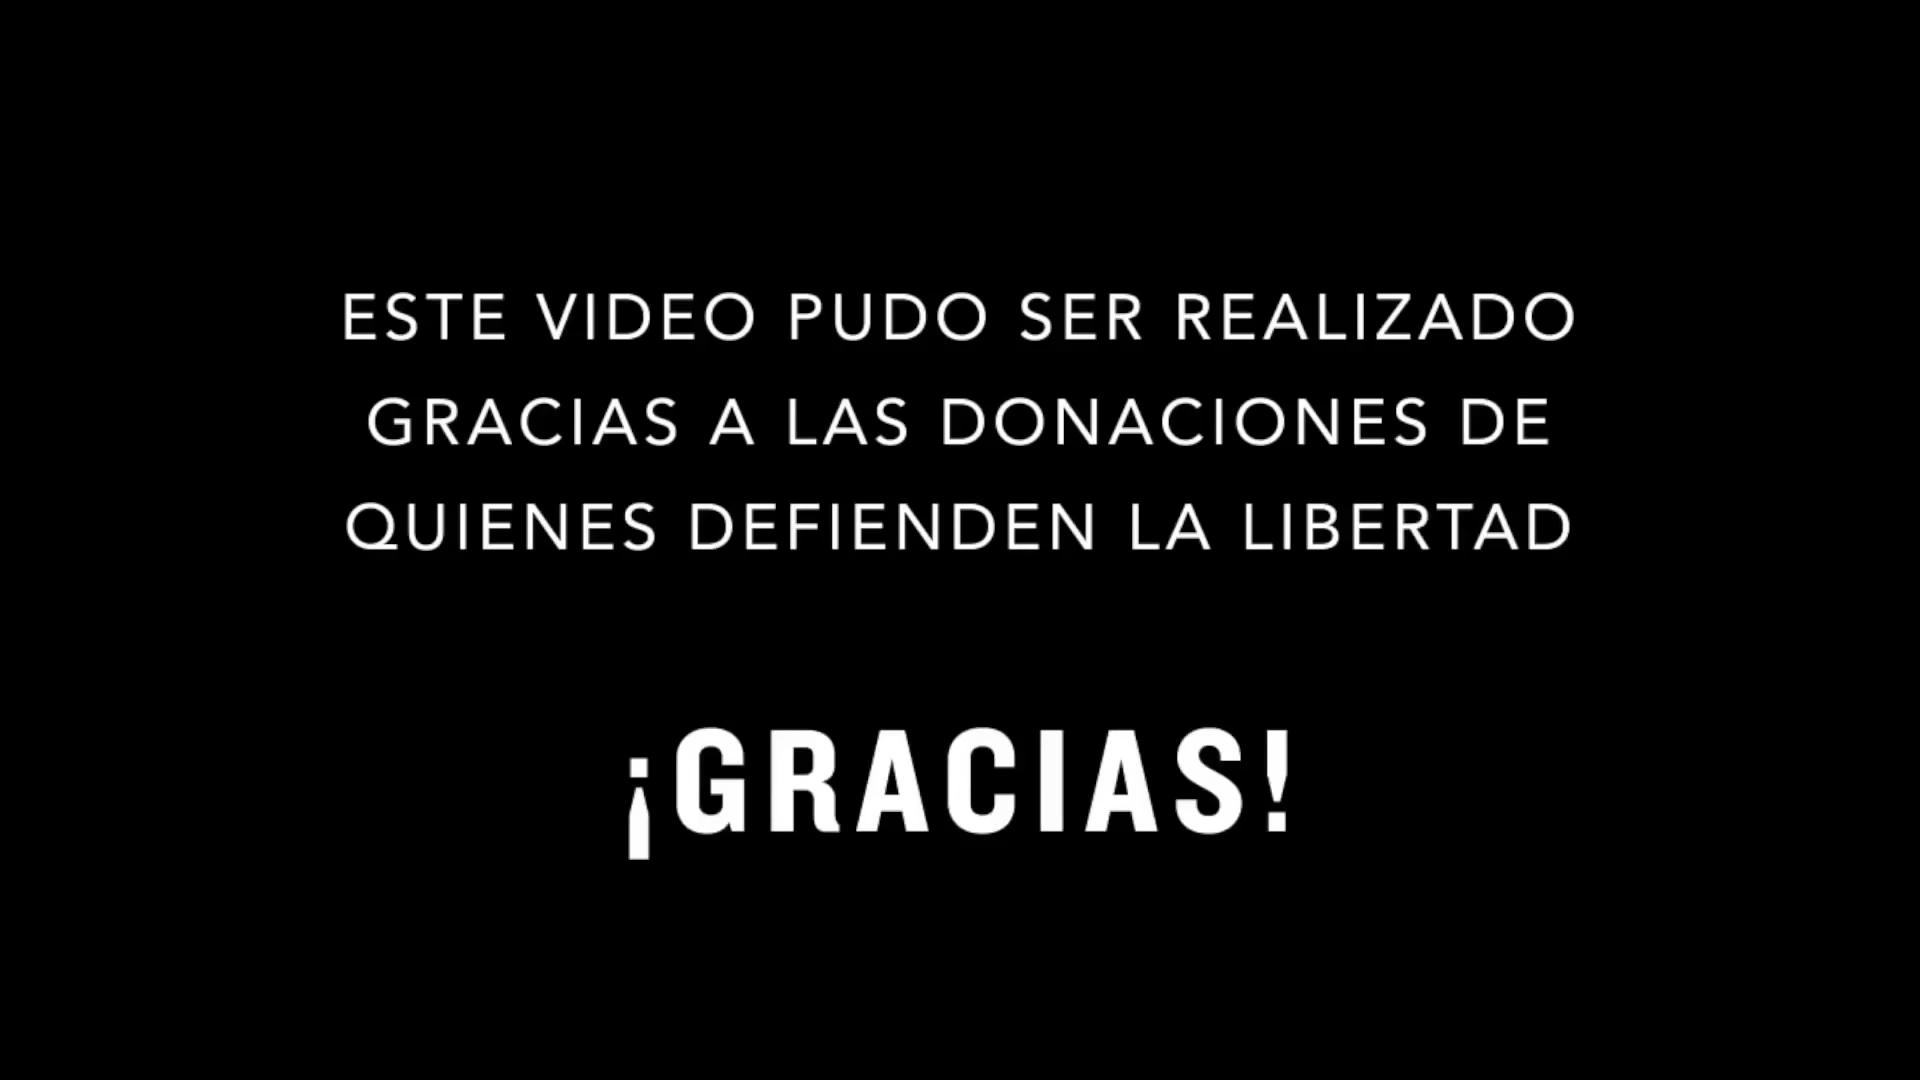 ESTE VIDEO PUDO SER REALIZADO
GRACIAS A LAS DONACIONES DE
QUIENES DEFIENDEN LA LIBERTAD
¡GRACIAS!